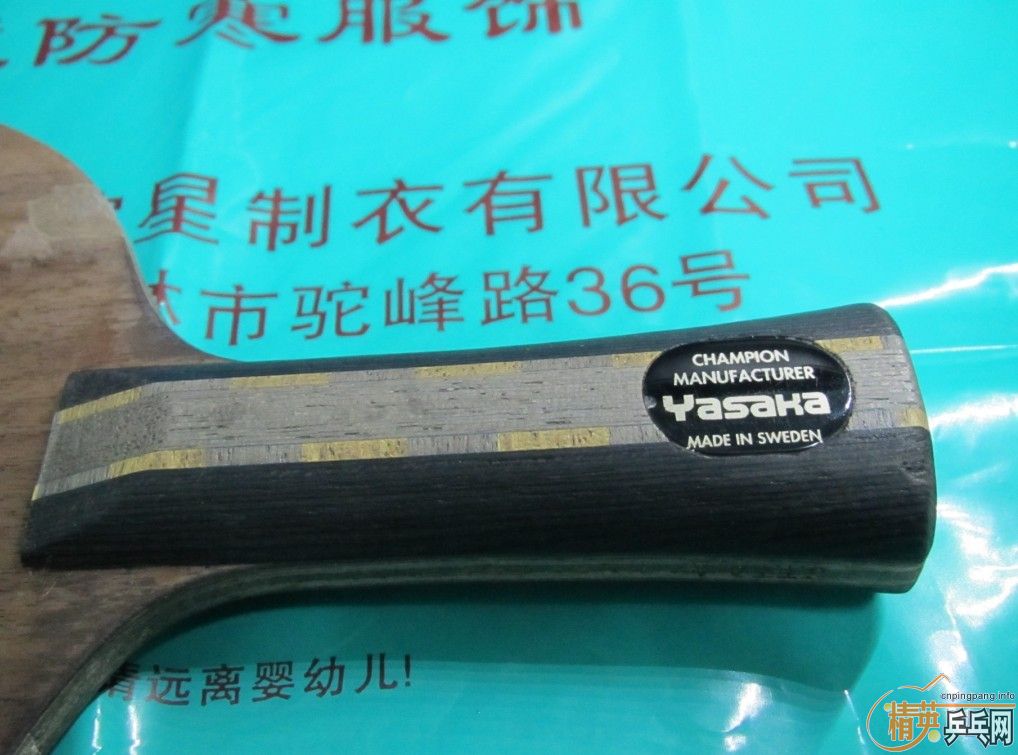 防寒服饰
星制衣有限公司
林市驼峰路36号
CHAMPION
MANUFACTURER
Yasaka
MADE IN SWEDEN
请远离婴幼儿!
cnpingpang.info
精英乒乓网